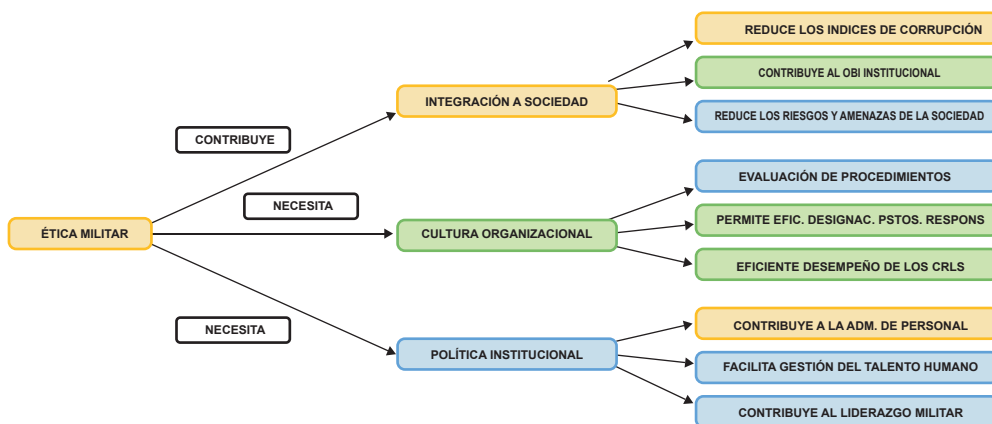 REDUCE LOS INDICES DE CORRUPCIÓN
CONTRIBUYE AL OBI INSTITUCIONAL
INTEGRACIÓN A SOCIEDAD
REDUCE LOS RIESGOS Y AMENAZAS DE LA SOCIEDAD
CONTRIBUYE
EVALUACIÓN DE PROCEDIMIENTOS
NECESITA
PERMITE EFIC. DESIGNAC. PSTOS. RESPONS
ÉTICA MILITAR
CULTURA ORGANIZACIONAL
EFICIENTE DESEMPEÑO DE LOS CRLS
NECESITA
CONTRIBUYE A LA ADM. DE PERSONAL
POLÍTICA INSTITUCIONAL
FACILITA GESTIÓN DEL TALENTO HUMANO
CONTRIBUYE AL LIDERAZGO MILITAR